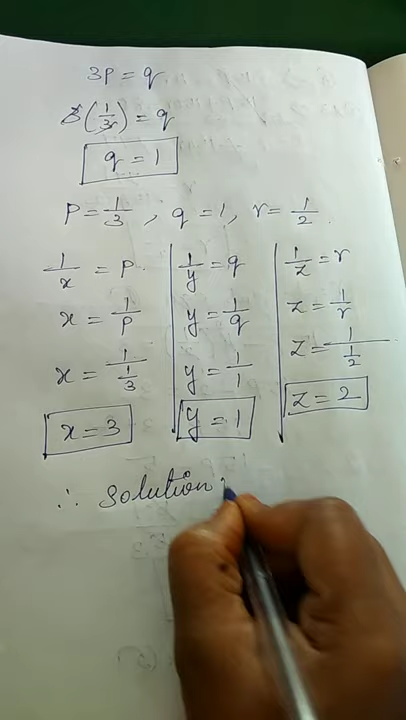 3P = q
3(1/3) = q
q = 1
P = 1/3 , q = 1, r = 1/2
1/x = P
x = 1/P
x = 1/(1/3)
x = 3
1/y = q
y = 1/q
y = 1/1
y = 1
1/z = r
z = 1/r
z = 1/(1/2)
z = 2
∴ Solution